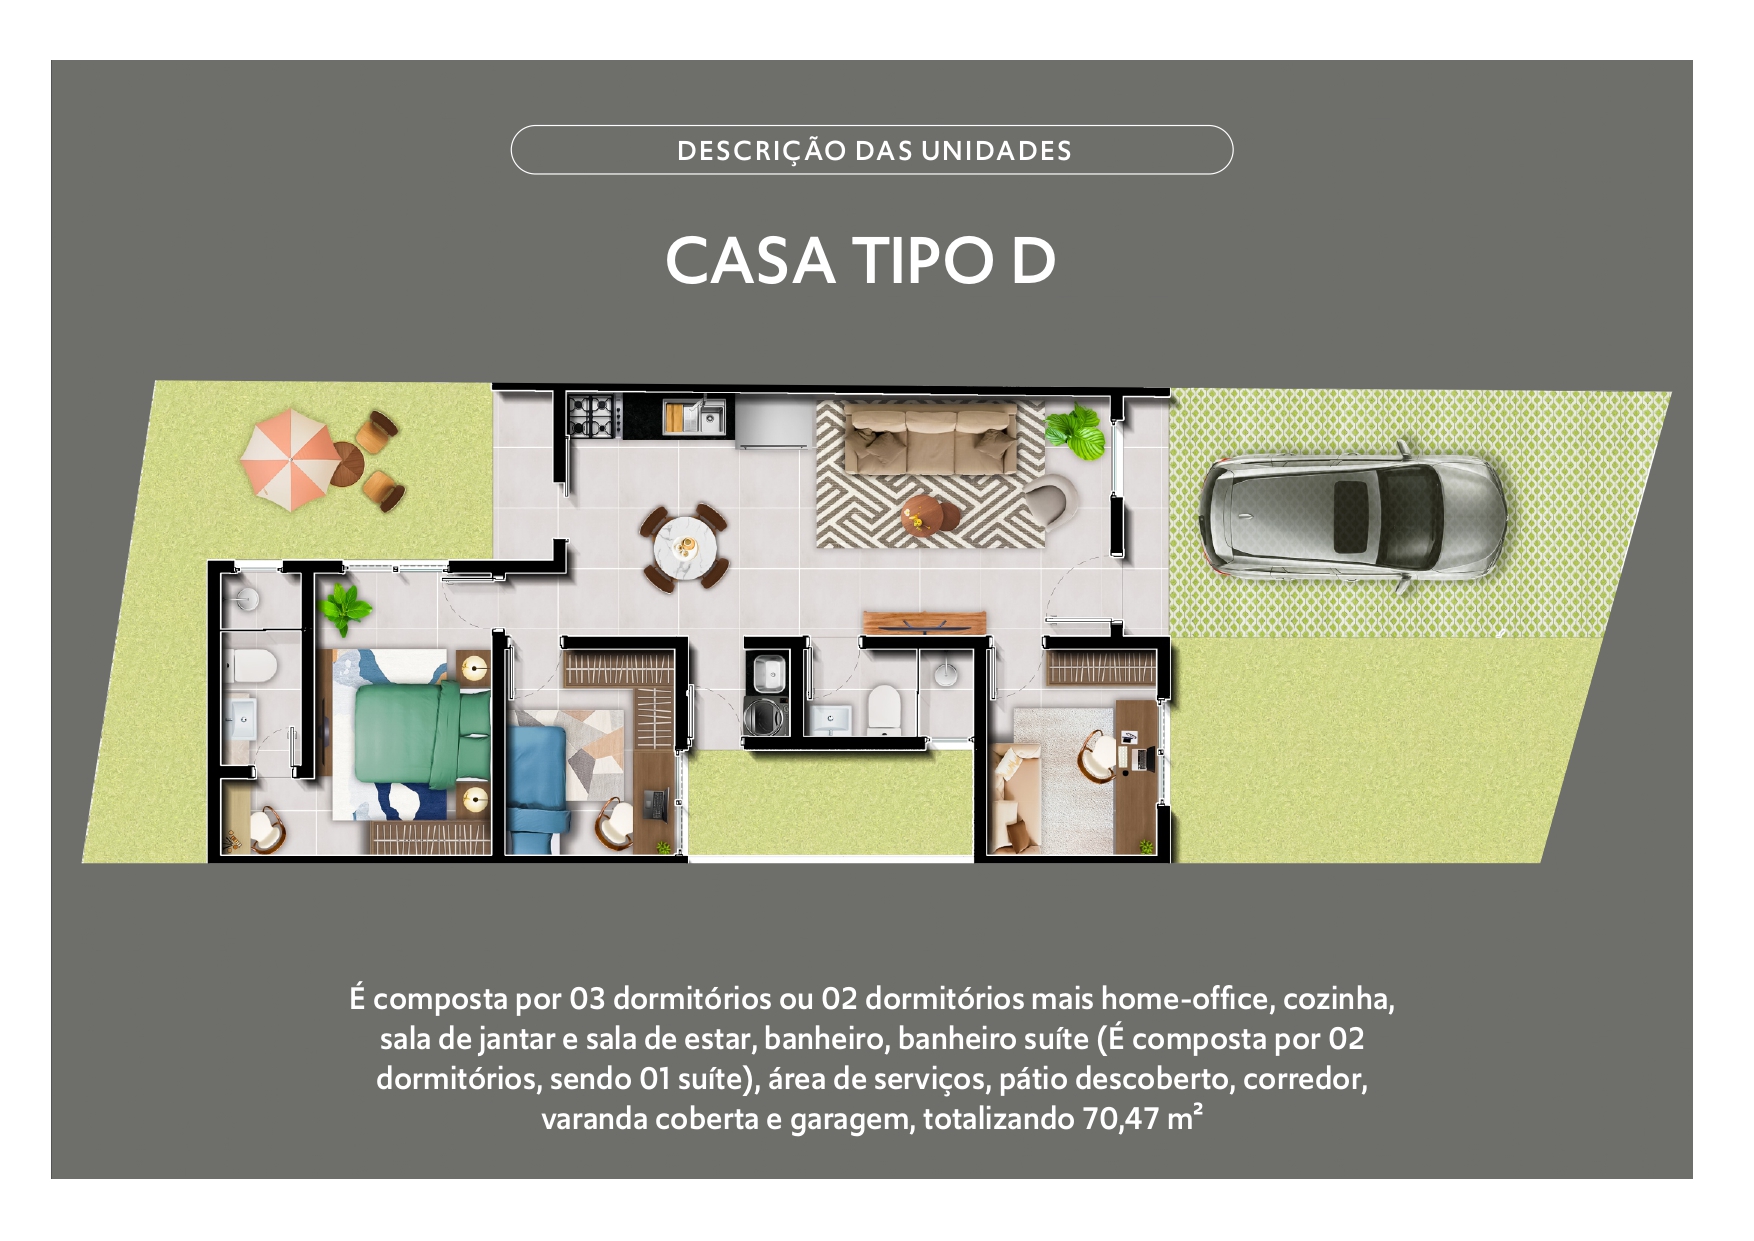 DESCRIÇÃO DAS UNIDADES
CASA TIPO D
É composta por 03 dormitórios ou 02 dormitórios mais home-office, cozinha,
sala de jantar e sala de estar, banheiro, banheiro suíte (É composta por 02
dormitórios, sendo 01 suíte), área de serviços, pátio descoberto, corredor,
varanda coberta e garagem, totalizando 70,47 m²